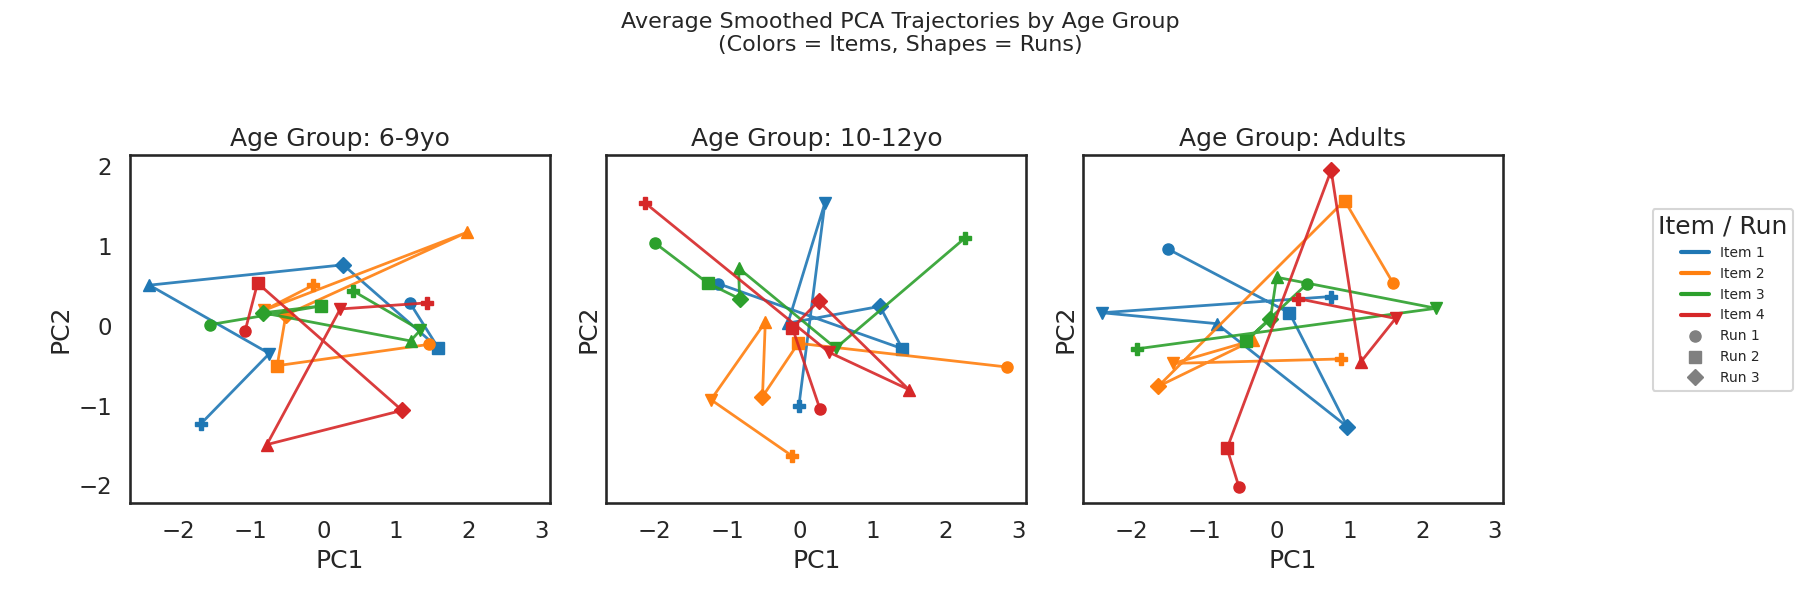 Average Smoothed PCA Trajectories by Age Group
(Colors = Items, Shapes = Runs)
Age Group: 6-9yo
Age Group: 10-12yo
Age Group: Adults
2
1
0
−1
−2
PC2
PC2
PC2
−2 −1 0 1 2 3
−2 −1 0 1 2 3
−2 −1 0 1 2 3
PC1
PC1
PC1
Item / Run
Item 1
Item 2
Item 3
Item 4
Run 1
Run 2
Run 3